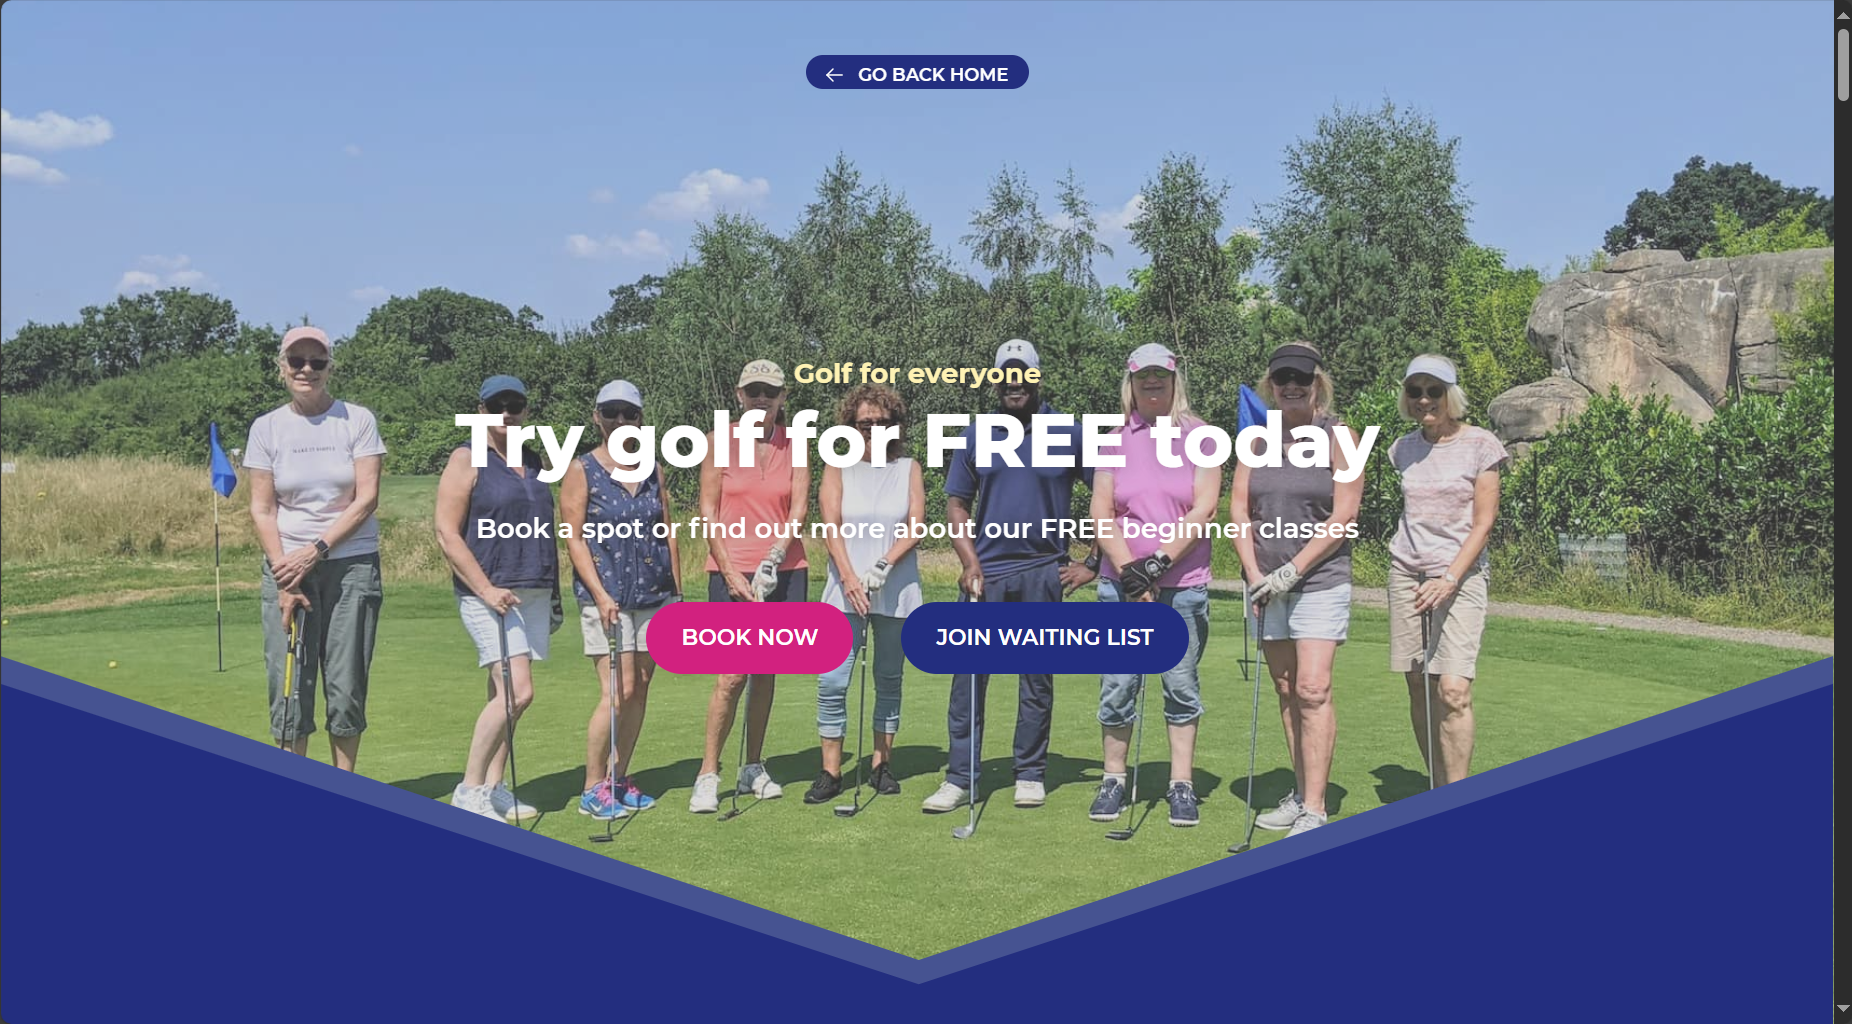 GO BACK HOME
Golf for everyone
Try golf for FREE today
Book a spot or find out more about our FREE beginner classes
BOOK NOW
JOIN WAITING LIST